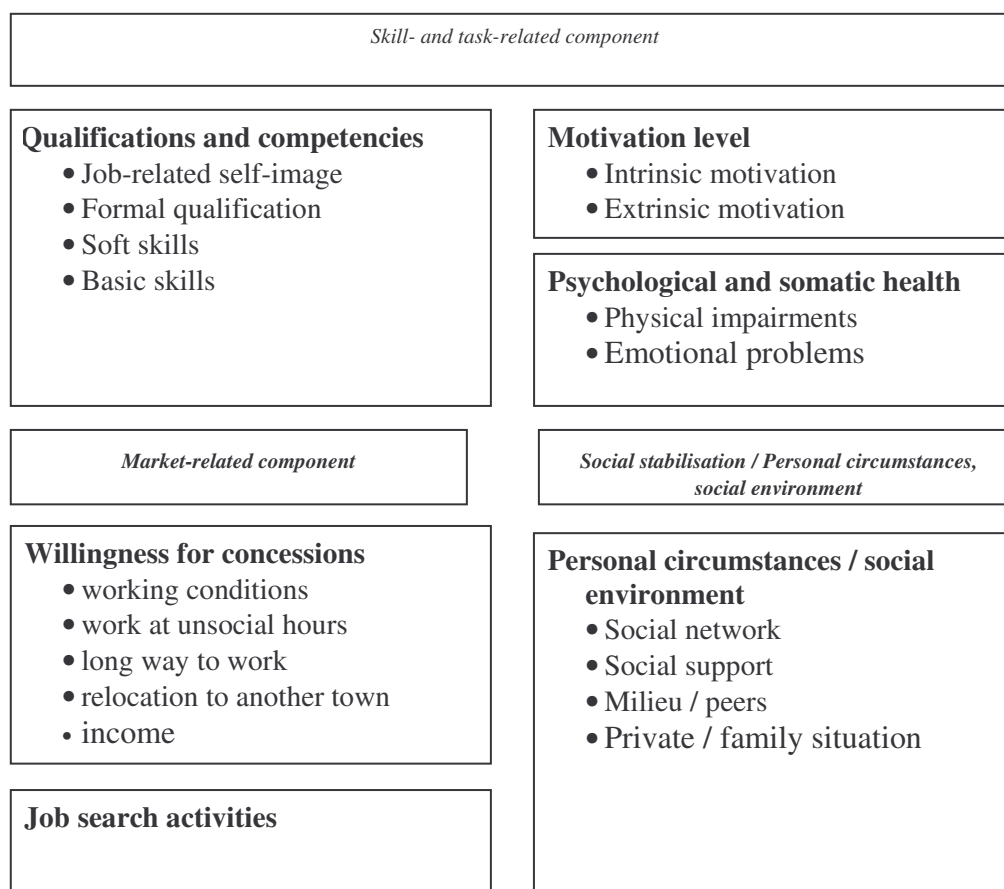 Skill- and task-related component
Qualifications and competencies
• Job-related self-image
• Formal qualification
• Soft skills
• Basic skills
Motivation level
• Intrinsic motivation
• Extrinsic motivation
Psychological and somatic health
• Physical impairments
• Emotional problems
Market-related component
Social stabilisation / Personal circumstances,
social environment
Willingness for concessions
• working conditions
• work at unsocial hours
• long way to work
• relocation to another town
• income
Job search activities
Personal circumstances / social
environment
• Social network
• Social support
• Milieu / peers
• Private / family situation